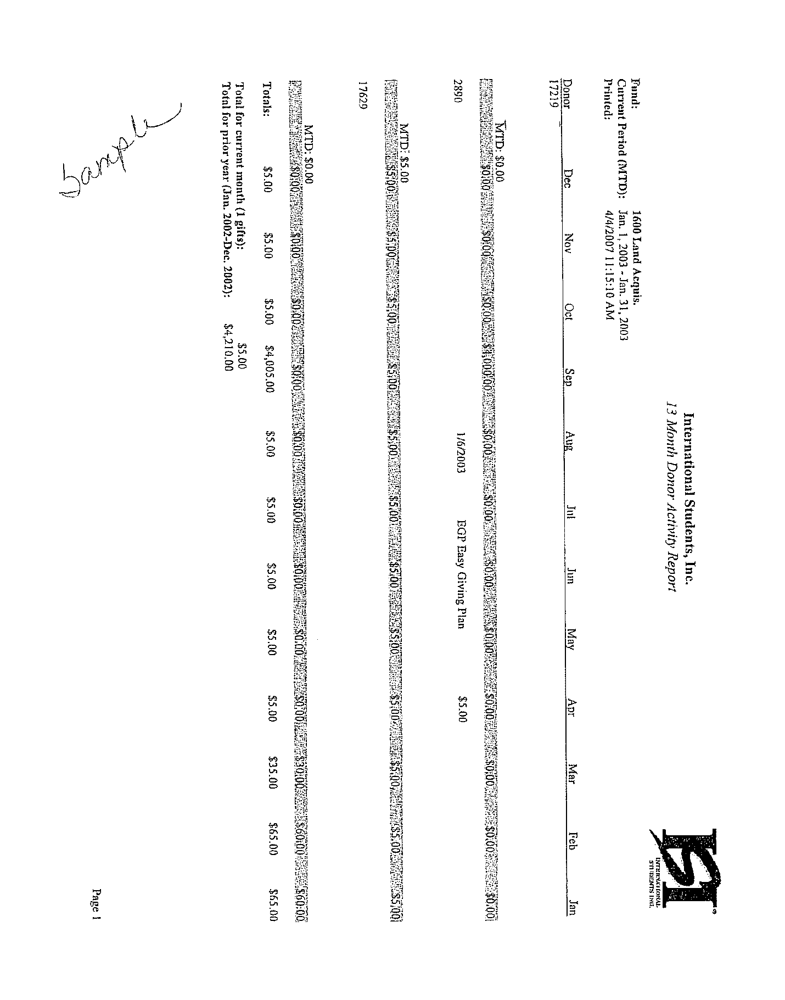 International Students, Inc.
13 Month Donor Activity Report
INTERNATIONAL
STUDENTS INC.
Fund: 1600 Land Acquis.
Current Period (MTD): Jan. 1, 2003 - Jan. 31, 2003
Printed: 4/4/2007 11:15:10 AM
Donor Dec Nov Oct Sep Aug Jul Jun May Apr Mar Feb Jan
17219
MTD: $0.00
$0.00 $0.00 $0.00 $4,000.00 $0.00 $0.00 $0.00 $0.00 $0.00 $0.00 $0.00 $0.00
2890 1/6/2003 EGP Easy Giving Plan $5.00
MTD: $5.00
$5.00 $5.00 $5.00 $5.00 $5.00 $5.00 $5.00 $5.00 $5.00 $5.00 $5.00 $5.00
17629
MTD: $0.00
$0.00 $0.00 $0.00 $0.00 $0.00 $0.00 $0.00 $0.00 $0.00 $30.00 $60.00 $60.00
Totals: $5.00 $5.00 $5.00 $4,005.00 $5.00 $5.00 $5.00 $5.00 $5.00 $35.00 $65.00 $65.00
Total for current month (1 gifts): $5.00
Total for prior year (Jan. 2002-Dec. 2002): $4,210.00
Sample
Page 1